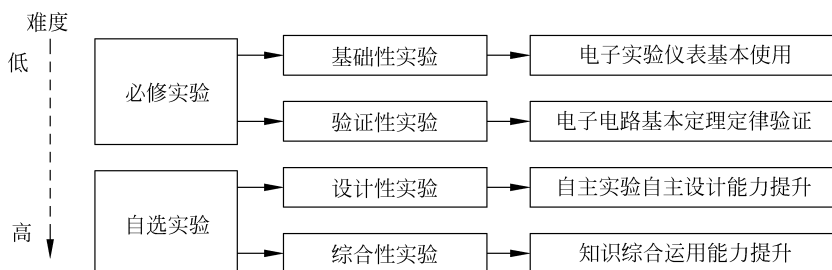 难度
低
高
必修实验
基础性实验
电子实验仪表基本使用
验证性实验
电子电路基本定理定律验证
自选实验
设计性实验
自主实验自主设计能力提升
综合性实验
知识综合运用能力提升